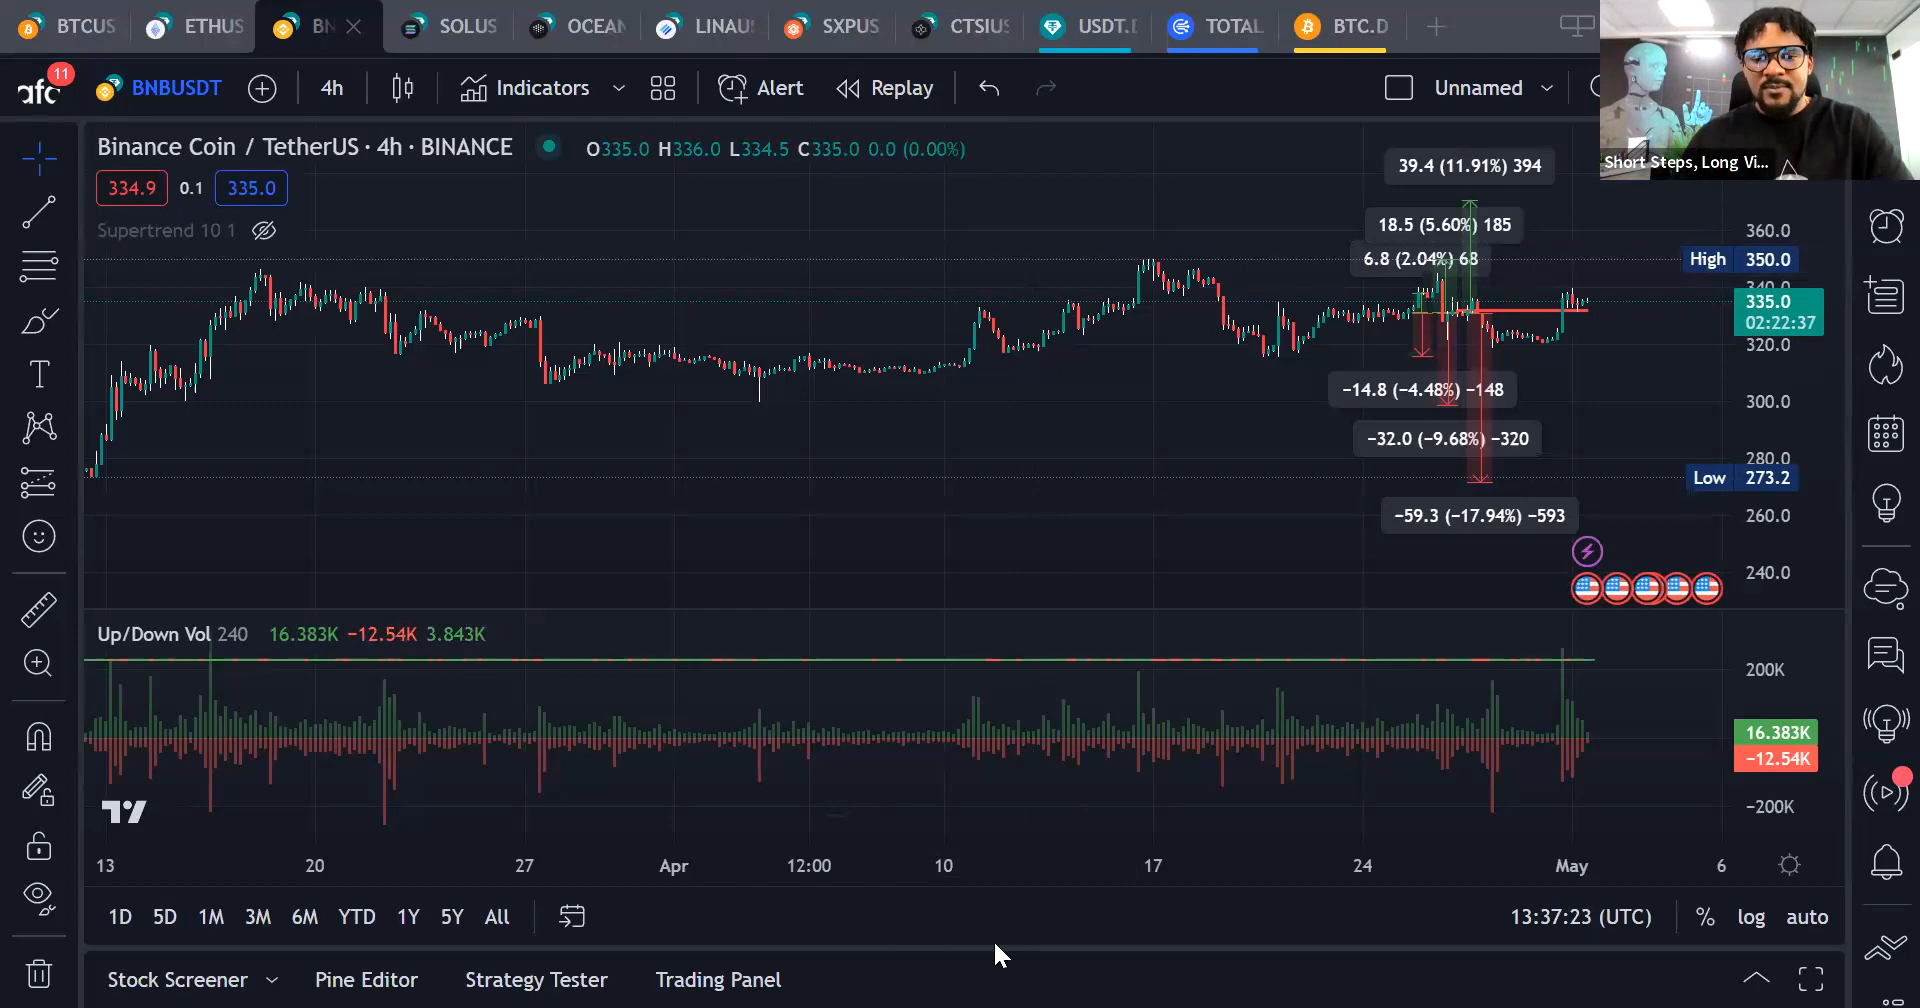 BTCUS ETHUS BN SOLUS OCEAN LINAU SXPUS CTSIUS USDT.D TOTAL BTC.D
afc 11 BNBUSDT 4h Indicators Alert Replay Unnamed
Short Steps, Long Vi...
Binance Coin / TetherUS · 4h · BINANCE O335.0 H336.0 L334.5 C335.0 0.0 (0.00%)
334.9 0.1 335.0
Supertrend 10 1
39.4 (11.91%) 394
18.5 (5.60%) 185
6.8 (2.04%) 68
−14.8 (−4.48%) −148
−32.0 (−9.68%) −320
−59.3 (−17.94%) −593
360.0
High 350.0
340.0
335.0
02:22:37
320.0
300.0
280.0
Low 273.2
260.0
240.0
Up/Down Vol 240 16.383K −12.54K 3.843K
200K
16.383K
−12.54K
−200K
13 20 27 Apr 12:00 10 17 24 May 6
1D 5D 1M 3M 6M YTD 1Y 5Y All 13:37:23 (UTC) % log auto
Stock Screener Pine Editor Strategy Tester Trading Panel